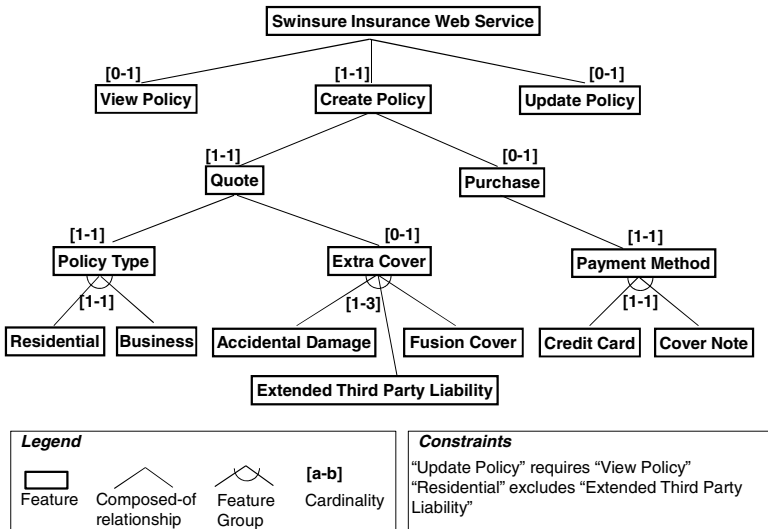 Swinsure Insurance Web Service
[0-1]
[1-1]
[0-1]
View Policy
Create Policy
Update Policy
[1-1]
[0-1]
Quote
Purchase
[1-1]
[0-1]
[1-1]
Policy Type
Extra Cover
Payment Method
[1-1]
[1-3]
[1-1]
Residential
Business
Accidental Damage
Fusion Cover
Credit Card
Cover Note
Extended Third Party Liability
Legend
[a-b]
Feature
Composed-of
relationship
Feature
Group
Cardinality
Constraints
“Update Policy” requires “View Policy”
“Residential” excludes “Extended Third Party
Liability”